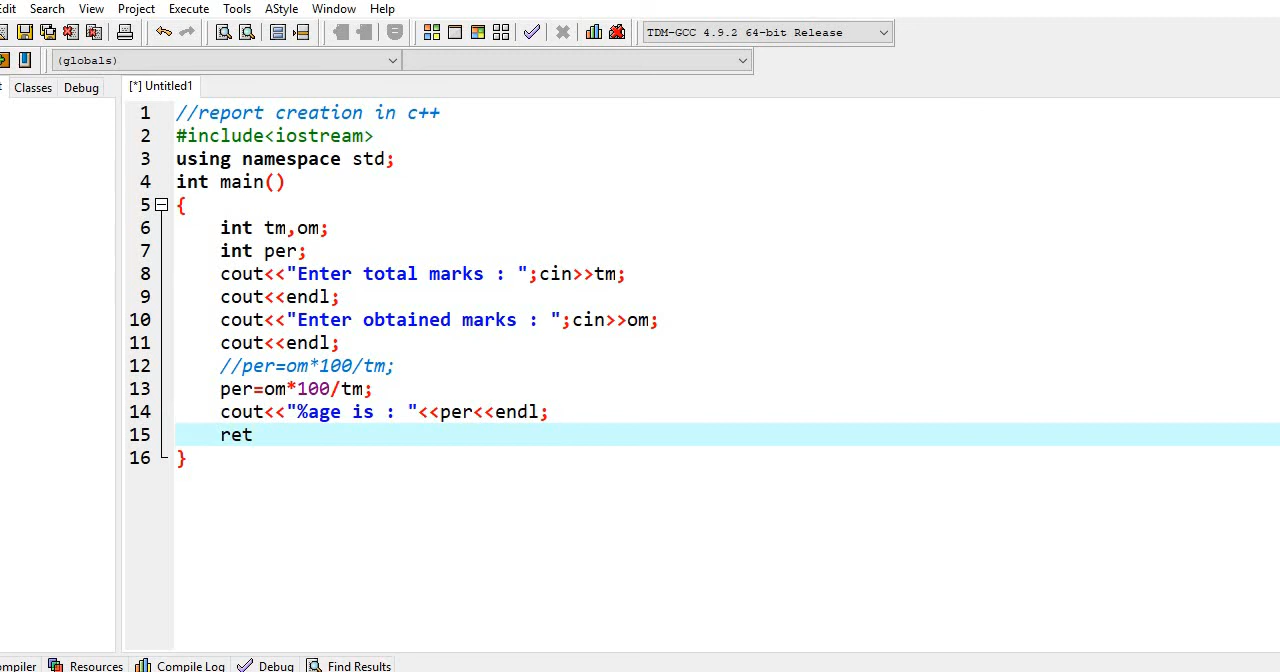 Edit Search View Project Execute Tools AStyle Window Help
TDM-GCC 4.9.2 64-bit Release
(globals)
Classes Debug [*] Untitled1
1 //report creation in c++
2 #include<iostream>
3 using namespace std;
4 int main()
5 {
6 int tm,om;
7 int per;
8 cout<<"Enter total marks : ";cin>>tm;
9 cout<<endl;
10 cout<<"Enter obtained marks : ";cin>>om;
11 cout<<endl;
12 //per=om*100/tm;
13 per=om*100/tm;
14 cout<<"%age is : "<<per<<endl;
15 ret
16 }
ompiler Resources Compile Log Debug Find Results